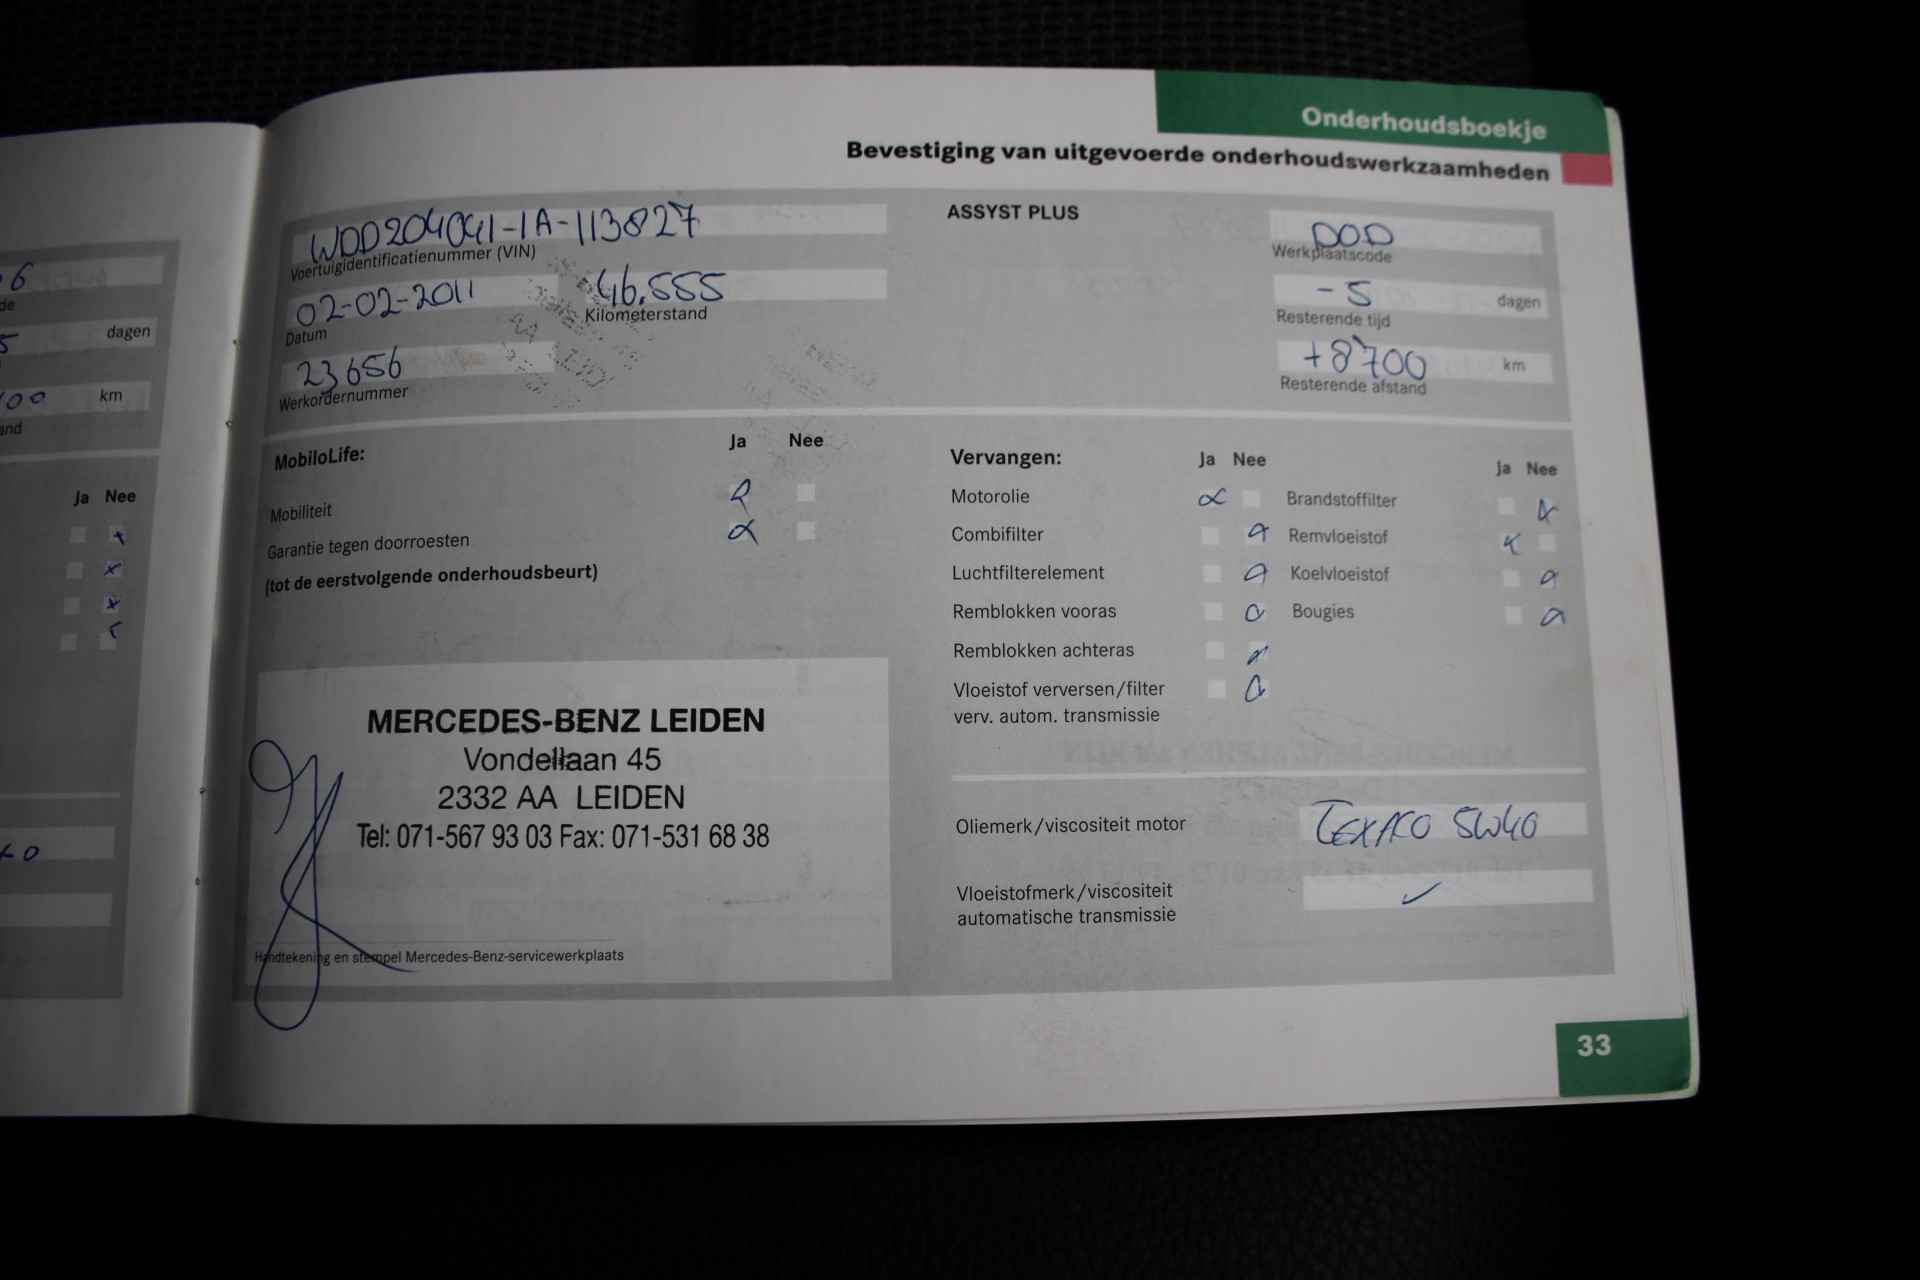 Onderhoudsboekje
Bevestiging van uitgevoerde onderhoudswerkzaamheden
WDD204041-1A-113827
Voertuigidentificatienummer (VIN)
02-02-2011
Datum
46.555
Kilometerstand
23656
Werkordernummer
ASSYST PLUS
DOD
Werkplaatscode
-5 dagen
Resterende tijd
+8700 km
Resterende afstand
MobiloLife:
Ja Nee
Mobiliteit
Garantie tegen doorroesten
(tot de eerstvolgende onderhoudsbeurt)
MERCEDES-BENZ LEIDEN
Vondellaan 45
2332 AA LEIDEN
Tel: 071-567 93 03 Fax: 071-531 68 38
Handtekening en stempel Mercedes-Benz-servicewerkplaats
Vervangen:
Ja Nee
Motorolie
Combifilter
Luchtfilterelement
Remblokken vooras
Remblokken achteras
Vloeistof verversen/filter
verv. autom. transmissie
Ja Nee
Brandstoffilter
Remvloeistof
Koelvloeistof
Bougies
Oliemerk/viscositeit motor
TEXACO 5W40
Vloeistofmerk/viscositeit
automatische transmissie
33
dagen
km
Ja Nee